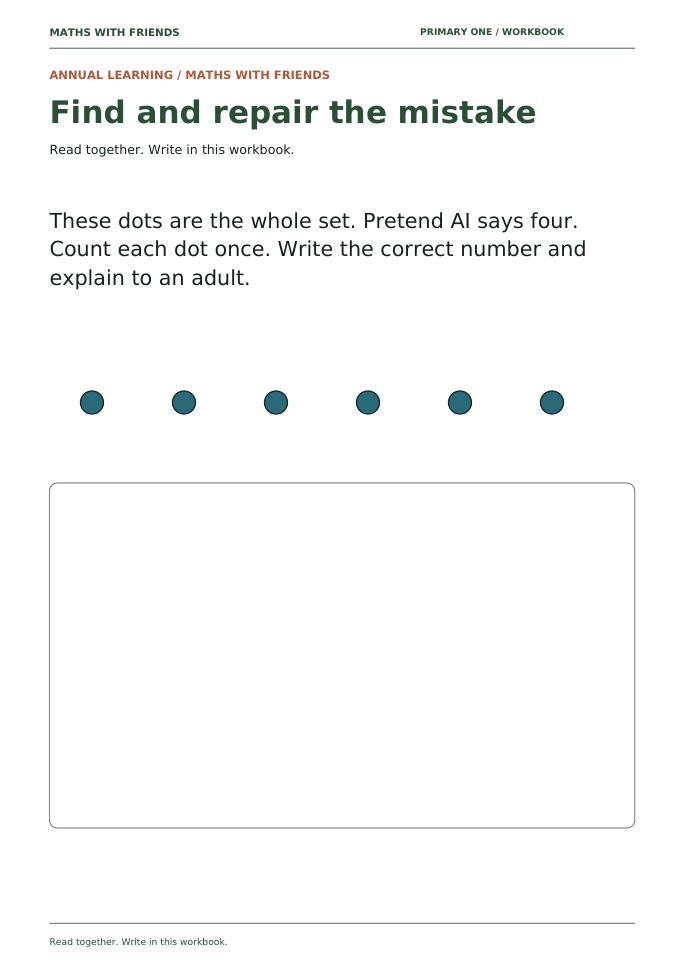 MATHS WITH FRIENDS
PRIMARY ONE / WORKBOOK
ANNUAL LEARNING / MATHS WITH FRIENDS
Find and repair the mistake
Read together. Write in this workbook.
These dots are the whole set. Pretend AI says four.
Count each dot once. Write the correct number and
explain to an adult.
Read together. Write in this workbook.